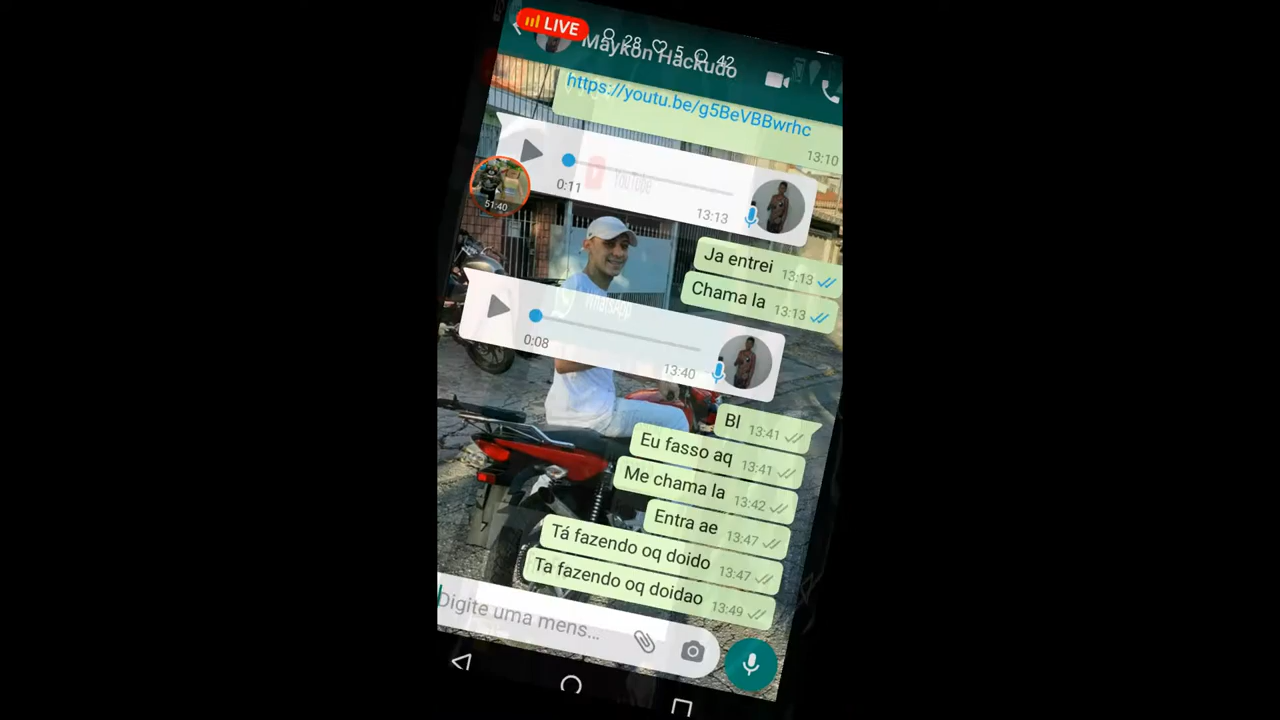 LIVE
28 5 42
Maykon Hackudo
https://youtu.be/g5BeVBBwrhc
13:10
YouTube
0:11
13:13
51:40
Ja entrei 13:13
Chama la 13:13
WhatsApp
0:08
13:40
Bl 13:41
Eu fasso aq 13:41
Me chama la 13:42
Entra ae 13:47
Tá fazendo oq doido 13:47
Ta fazendo oq doidao 13:49
Digite uma mens...